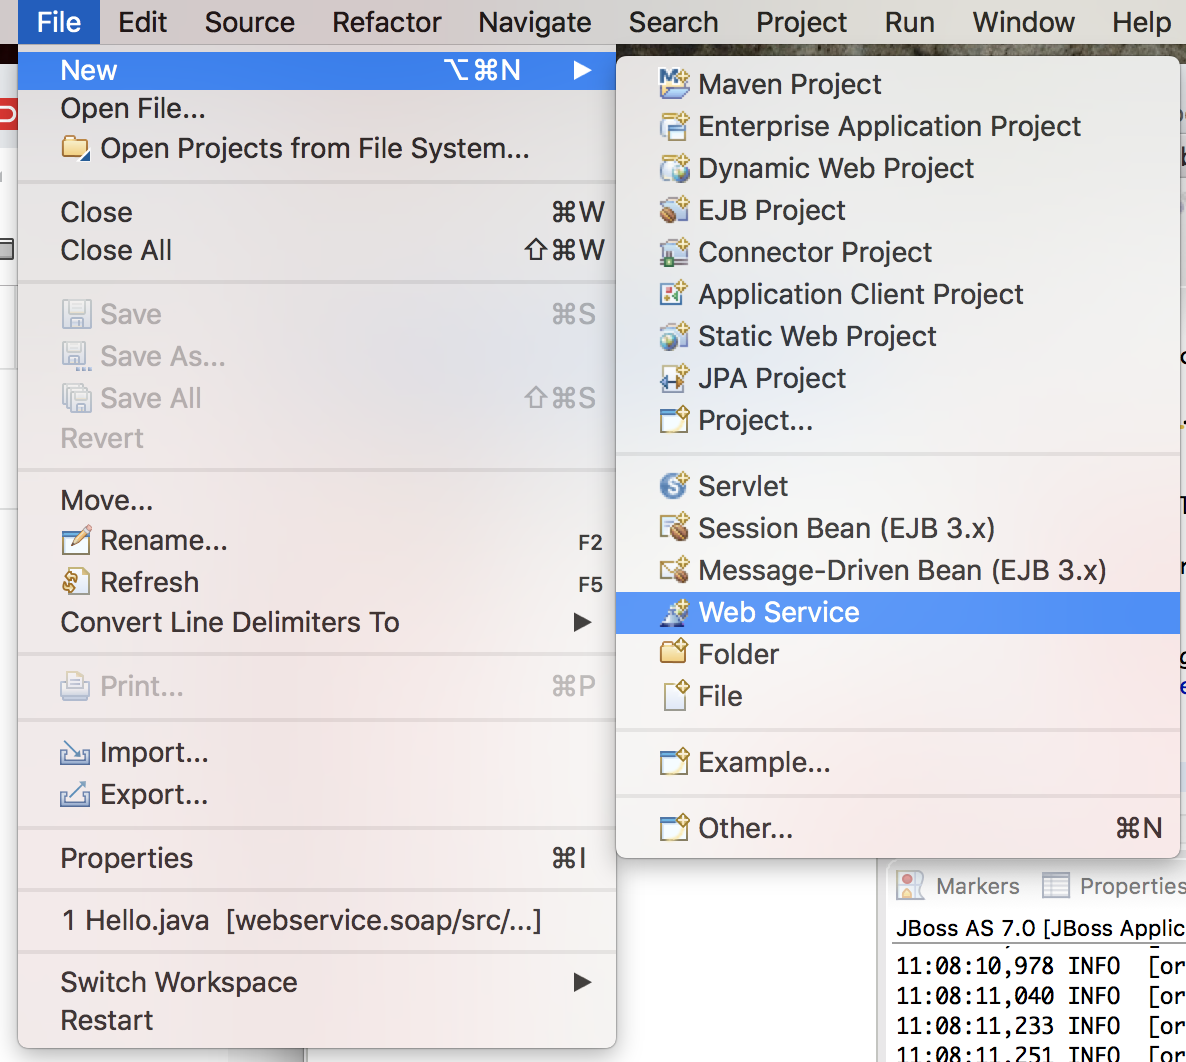 File Edit Source Refactor Navigate Search Project Run Window Help
New ⌥⌘N ▶
Open File...
Open Projects from File System...
Close ⌘W
Close All ⇧⌘W
Save ⌘S
Save As...
Save All ⇧⌘S
Revert
Move...
Rename... F2
Refresh F5
Convert Line Delimiters To ▶
Print... ⌘P
Import...
Export...
Properties ⌘I
1 Hello.java [webservice.soap/src/...]
Switch Workspace ▶
Restart
Maven Project
Enterprise Application Project
Dynamic Web Project
EJB Project
Connector Project
Application Client Project
Static Web Project
JPA Project
Project...
Servlet
Session Bean (EJB 3.x)
Message-Driven Bean (EJB 3.x)
Web Service
Folder
File
Example...
Other... ⌘N
Markers Properties
JBoss AS 7.0 [JBoss Applic
11:08:10,978 INFO [or
11:08:11,040 INFO [or
11:08:11,233 INFO [or
11:08:11,251 INFO [or